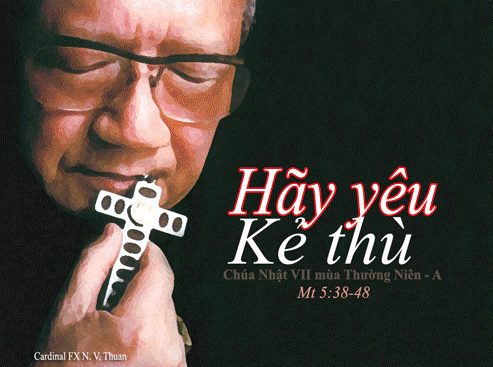 Hãy yêu
Kẻ thù
Chúa Nhật VII mùa Thường Niên - A
Mt 5:38-48
Cardinal FX N. V. Thuan